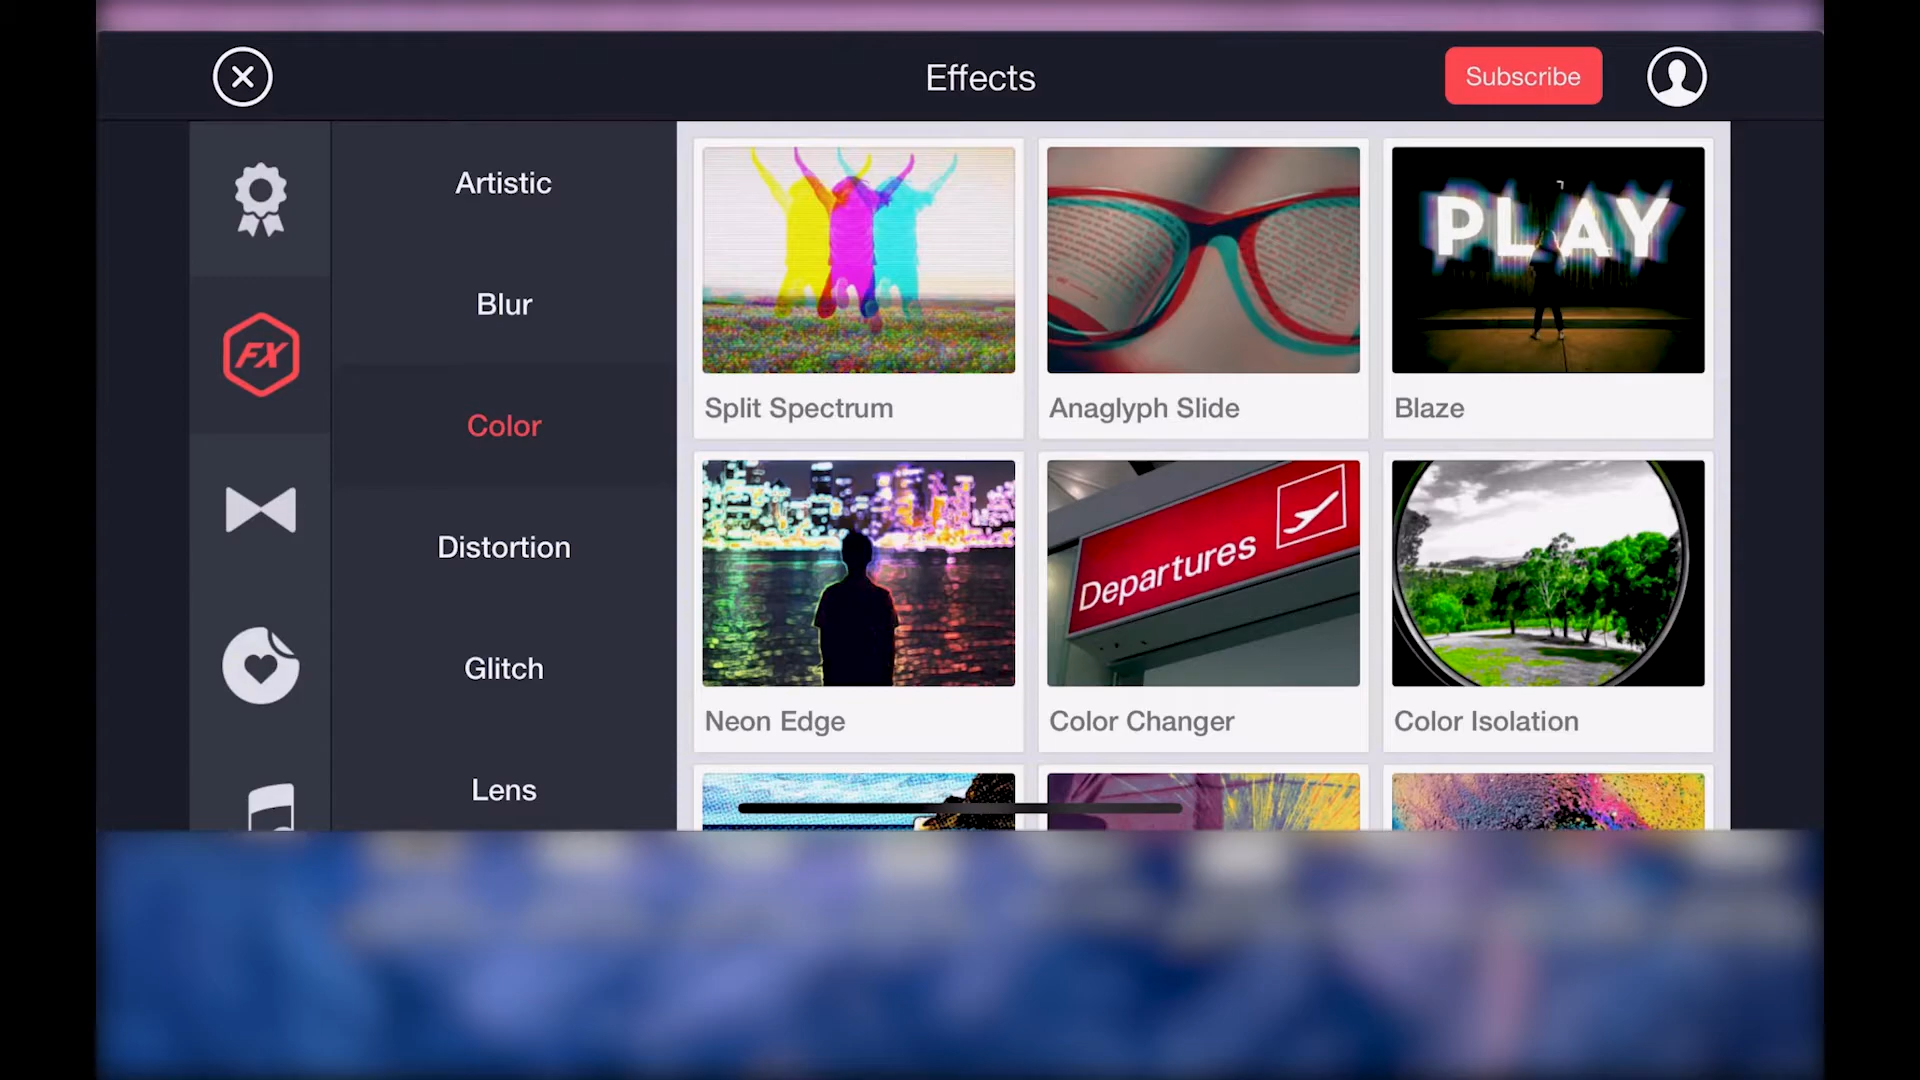 Effects
Subscribe
FX
Artistic
Blur
Color
Distortion
Glitch
Lens
PLAY
Split Spectrum
Anaglyph Slide
Blaze
Departures
Neon Edge
Color Changer
Color Isolation